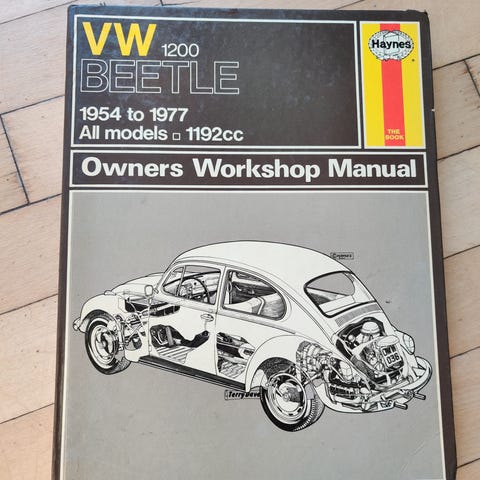 VW 1200
BEETLE
1954 to 1977
All models □ 1192cc
Haynes
THE
BOOK
Owners Workshop Manual